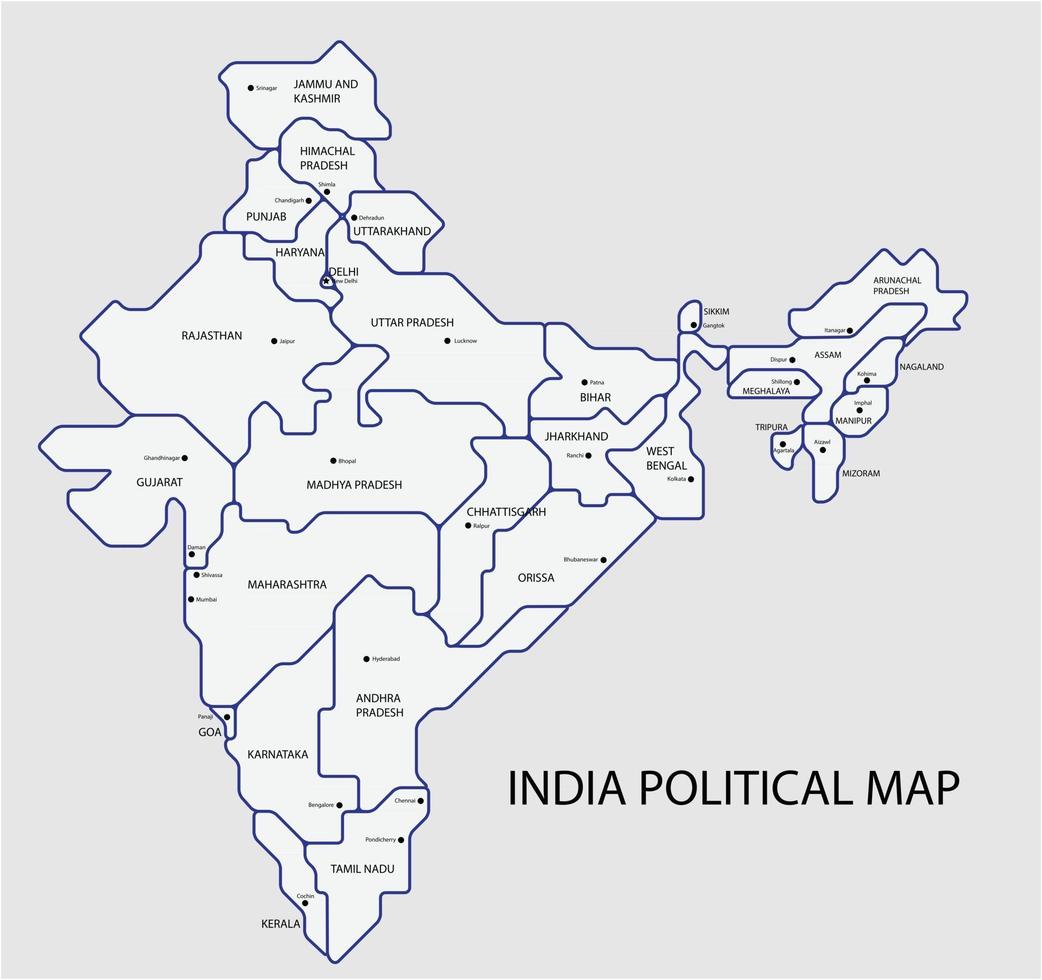 JAMMU AND
KASHMIR
Srinagar
HIMACHAL
PRADESH
Shimla
Chandigarh
PUNJAB
Dehradun
UTTARAKHAND
HARYANA
DELHI
New Delhi
RAJASTHAN
Jaipur
UTTAR PRADESH
Lucknow
SIKKIM
Gangtok
ARUNACHAL
PRADESH
Itanagar
ASSAM
Dispur
NAGALAND
Kohima
Shillong
MEGHALAYA
Imphal
MANIPUR
TRIPURA
Agartala
Aizawl
MIZORAM
Patna
BIHAR
JHARKHAND
Ranchi
WEST
BENGAL
Kolkata
Ghandhinagar
GUJARAT
Bhopal
MADHYA PRADESH
CHHATTISGARH
Ralpur
Bhubaneswar
ORISSA
Daman
Shivassa
Mumbai
MAHARASHTRA
Hyderabad
ANDHRA
PRADESH
Panaji
GOA
KARNATAKA
Bengalore
Chennai
Pondicherry
TAMIL NADU
Cochin
KERALA
INDIA POLITICAL MAP